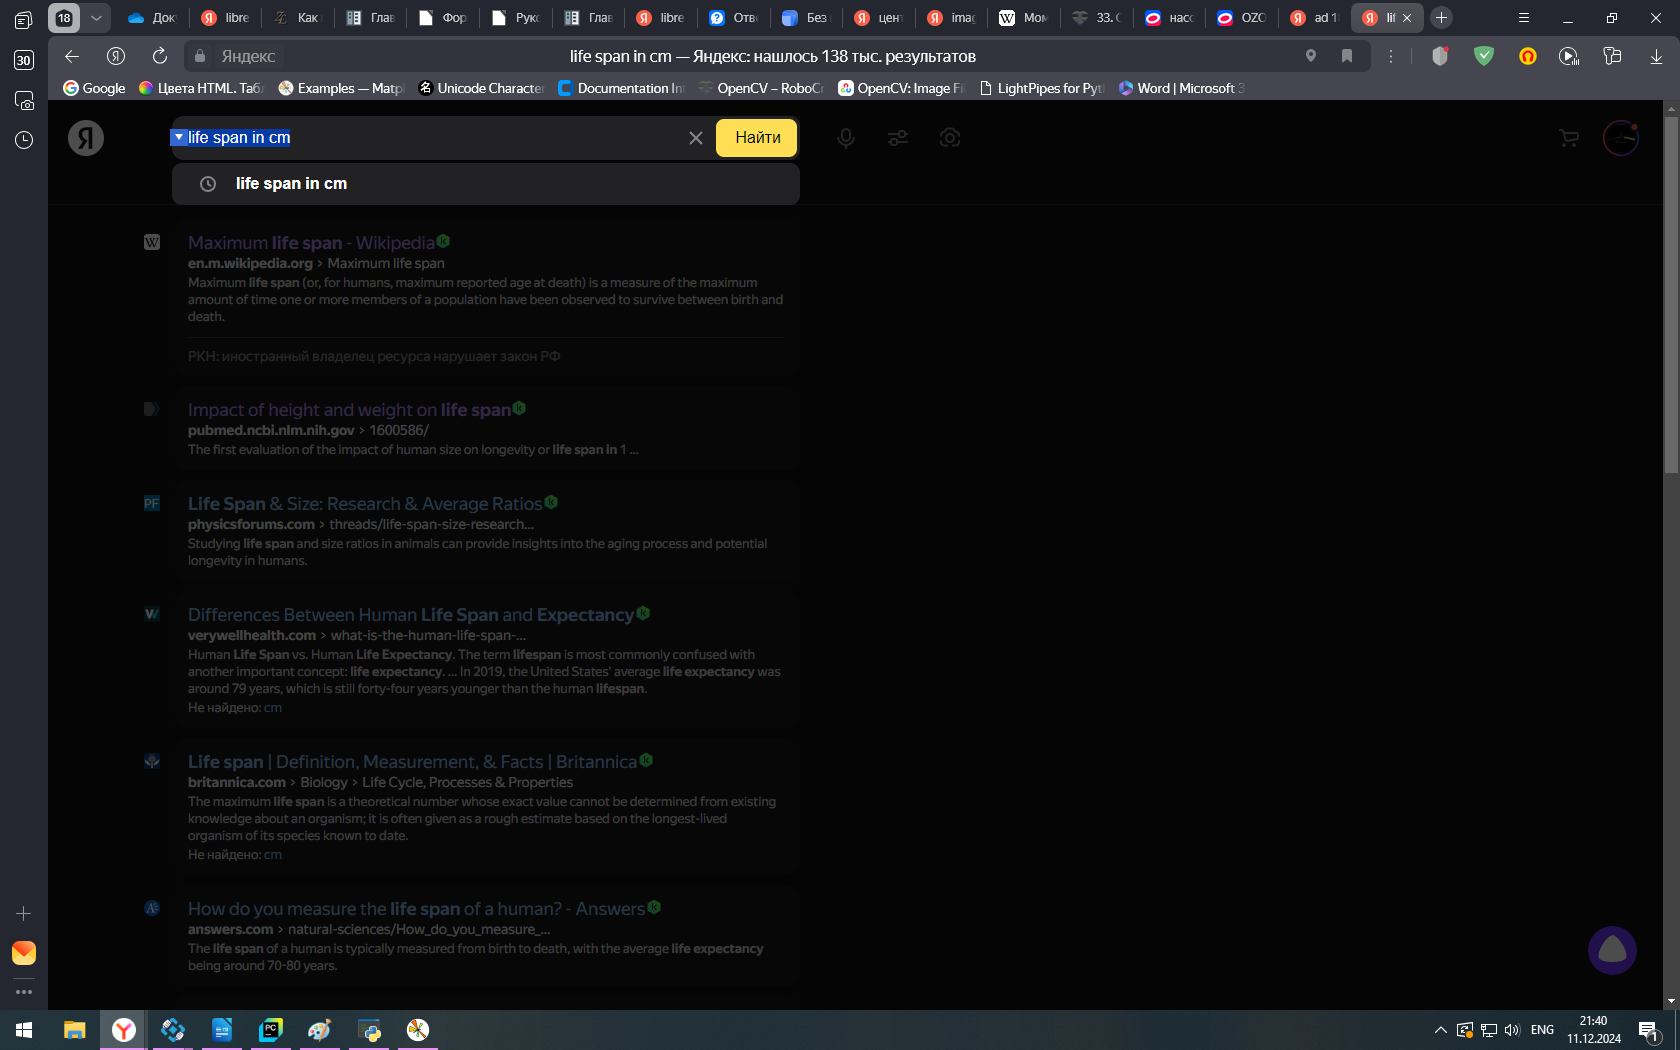 18
Доку
libre
Как
Глав
Фор
Рукс
Глав
libre
Отве
Без
цент
imag
Мом
33. О
насо
OZO
ad 1
lif
30
Яндекс
life span in cm — Яндекс: нашлось 138 тыс. результатов
Google
Цвета HTML. Табл
Examples — Matpl
Unicode Character
Documentation In
OpenCV – RoboCr
OpenCV: Image Fi
LightPipes for Pyt
Word | Microsoft 3
Я
life span in cm
Найти
life span in cm
Maximum life span - Wikipedia
en.m.wikipedia.org › Maximum life span
Maximum life span (or, for humans, maximum reported age at death) is a measure of the maximum
amount of time one or more members of a population have been observed to survive between birth and
death.
РКН: иностранный владелец ресурса нарушает закон РФ
Impact of height and weight on life span
pubmed.ncbi.nlm.nih.gov › 1600586/
The first evaluation of the impact of human size on longevity or life span in 1 ...
PF
Life Span & Size: Research & Average Ratios
physicsforums.com › threads/life-span-size-research...
Studying life span and size ratios in animals can provide insights into the aging process and potential
longevity in humans.
Differences Between Human Life Span and Expectancy
verywellhealth.com › what-is-the-human-life-span-...
Human Life Span vs. Human Life Expectancy. The term lifespan is most commonly confused with
another important concept: life expectancy. ... In 2019, the United States' average life expectancy was
around 79 years, which is still forty-four years younger than the human lifespan.
Не найдено: cm
Life span | Definition, Measurement, & Facts | Britannica
britannica.com › Biology › Life Cycle, Processes & Properties
The maximum life span is a theoretical number whose exact value cannot be determined from existing
knowledge about an organism; it is often given as a rough estimate based on the longest-lived
organism of its species known to date.
Не найдено: cm
How do you measure the life span of a human? - Answers
answers.com › natural-sciences/How_do_you_measure_...
The life span of a human is typically measured from birth to death, with the average life expectancy
being around 70-80 years.
ENG
21:40
11.12.2024
1